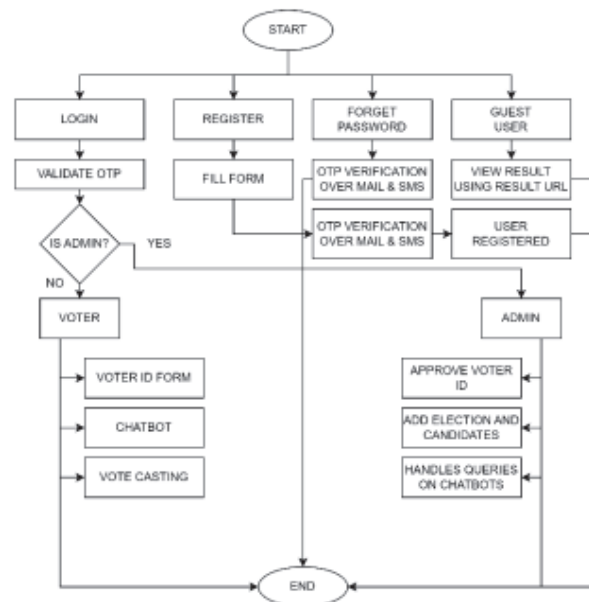 START
LOGIN
REGISTER
FORGET
PASSWORD
GUEST
USER
VALIDATE OTP
FILL FORM
OTP VERIFICATION
OVER MAIL & SMS
VIEW RESULT
USING RESULT URL
IS ADMIN?
YES
OTP VERIFICATION
OVER MAIL & SMS
USER
REGISTERED
NO
VOTER
ADMIN
VOTER ID FORM
APPROVE VOTER
ID
CHATBOT
ADD ELECTION AND
CANDIDATES
VOTE CASTING
HANDLES QUERIES
ON CHATBOTS
END